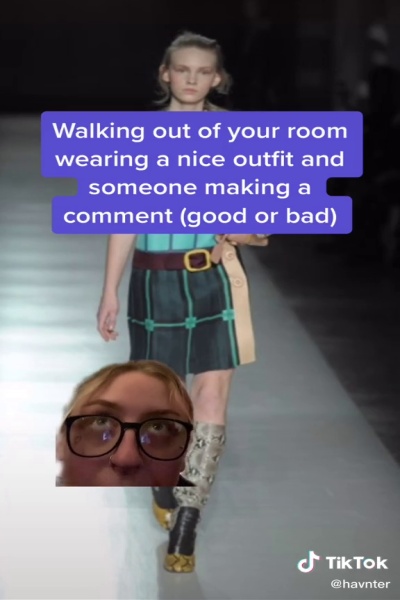 Walking out of your room
wearing a nice outfit and
someone making a
comment (good or bad)
TikTok
@havnter